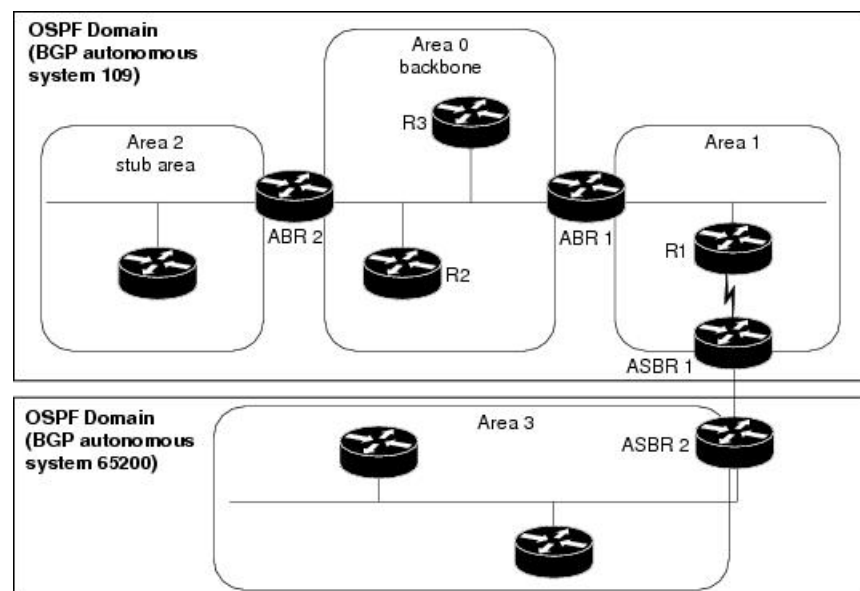 OSPF Domain
(BGP autonomous
system 109)
Area 0
backbone
R3
Area 2
stub area
Area 1
ABR 2
R2
ABR 1
R1
ASBR 1
OSPF Domain
(BGP autonomous
system 65200)
Area 3
ASBR 2